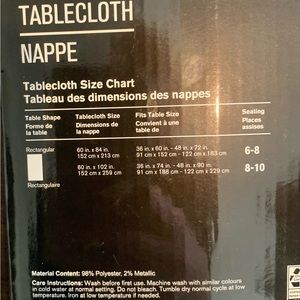 TABLECLOTH
NAPPE
Tablecloth Size Chart
Tableau des dimensions des nappes
Table Shape Tablecloth Size Fits Table Size Seating
Forme de Dimensions de Convient à une Places
la table la nappe table de assises
Rectangular 60 in. x 84 in. 36 in. x 60 in. - 48 in. x 72 in. 6-8
152 cm x 213 cm 91 cm x 152 cm - 122 cm x 183 cm
60 in. x 102 in. 36 in. x 74 in. - 48 in. x 90 in. 8-10
152 cm x 259 cm 91 cm x 188 cm - 122 cm x 229 cm
Rectangulaire
Material Content: 98% Polyester, 2% Metallic
Care Instructions: Wash before first use. Machine wash with similar colours
in cold water at normal setting. Do not bleach. Tumble dry normal cycle at low
temperature. Iron at low temperature if needed.